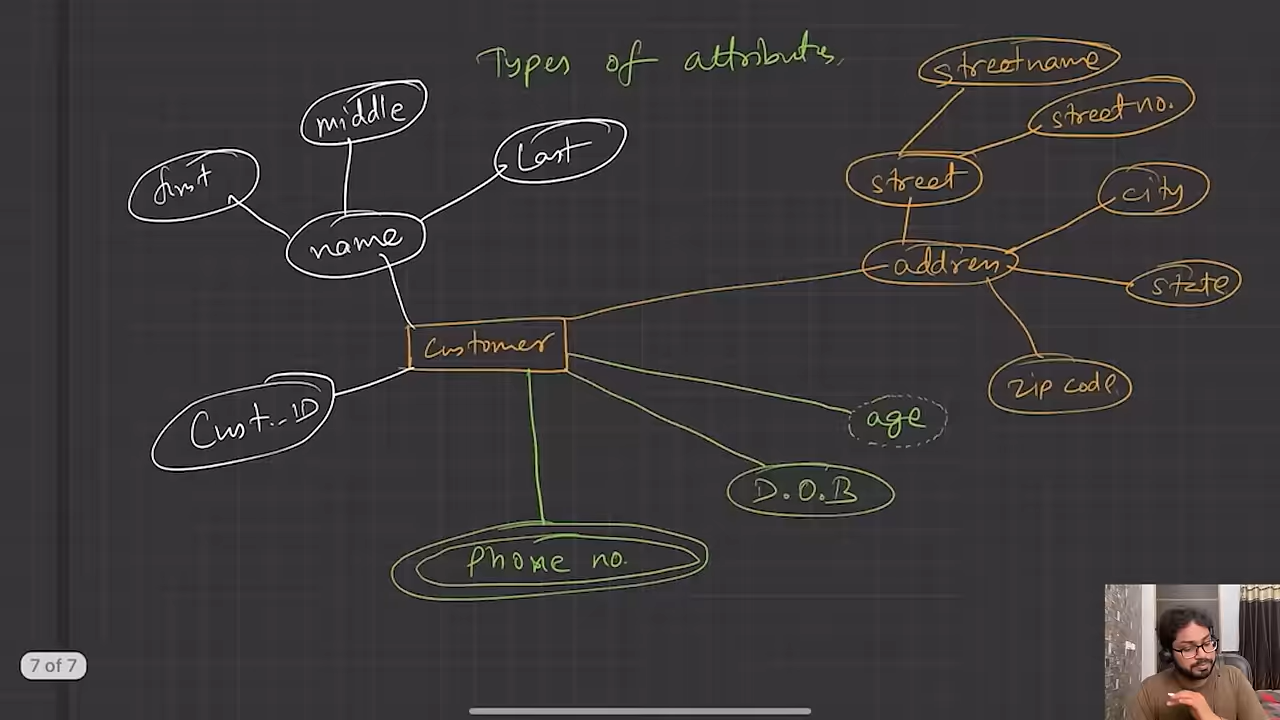 Types of attributes.
streetname
middle
street no.
Last
first
street
city
name
address
state
Customer
zip code
Cust-ID
age
D.O.B
Phone no.
7 of 7